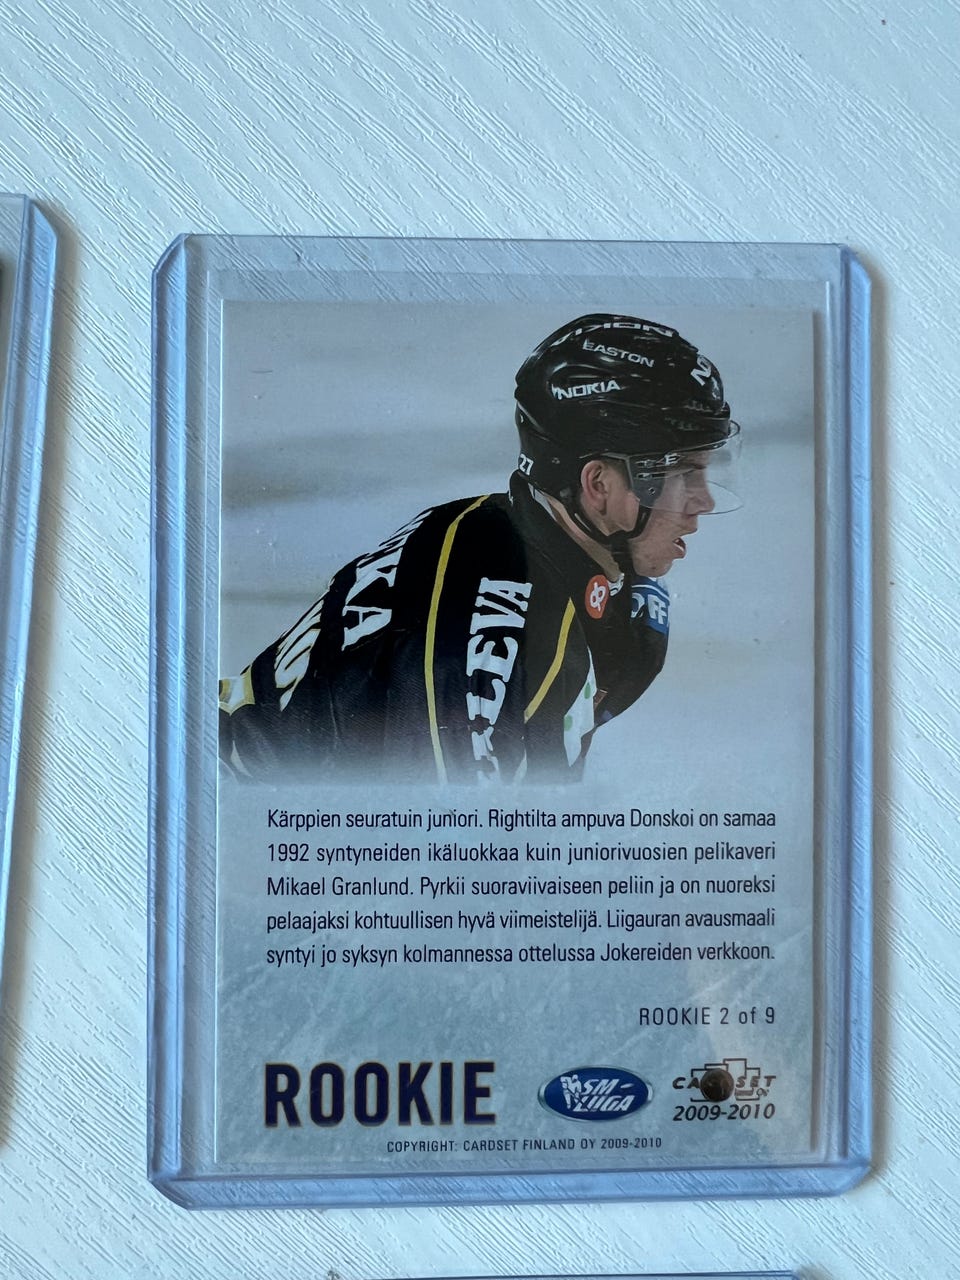 EASTON
NOKIA
27
LEVA
Kärppien seuratuin juniori. Rightilta ampuva Donskoi on samaa
1992 syntyneiden ikäluokkaa kuin juniorivuosien pelikaveri
Mikael Granlund. Pyrkii suoraviivaiseen peliin ja on nuoreksi
pelaajaksi kohtuullisen hyvä viimeistelijä. Liigauran avausmaali
syntyi jo syksyn kolmannessa ottelussa Jokereiden verkkoon.
ROOKIE 2 of 9
ROOKIE
SM-
LIIGA
CARDSET
2009-2010
COPYRIGHT: CARDSET FINLAND OY 2009-2010